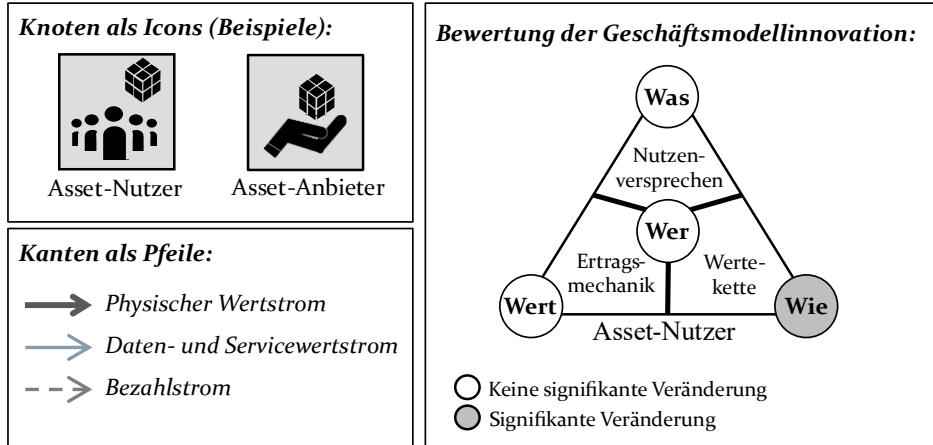 Knoten als Icons (Beispiele):
Asset-Nutzer
Asset-Anbieter
Kanten als Pfeile:
Physischer Wertstrom
Daten- und Servicewertstrom
Bezahlstrom
Bewertung der Geschäftsmodellinnovation:
Was
Nutzen-
versprechen
Wer
Ertrags-
mechanik
Werte-
kette
Wert
Wie
Asset-Nutzer
Keine signifikante Veränderung
Signifikante Veränderung